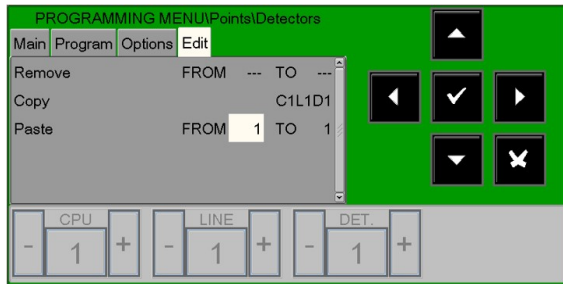 PROGRAMMING MENU\Points\Detectors
Main Program Options Edit
Remove FROM --- TO ---
Copy C1L1D1
Paste FROM 1 TO 1
CPU LINE DET.
- 1 + - 1 + - 1 +